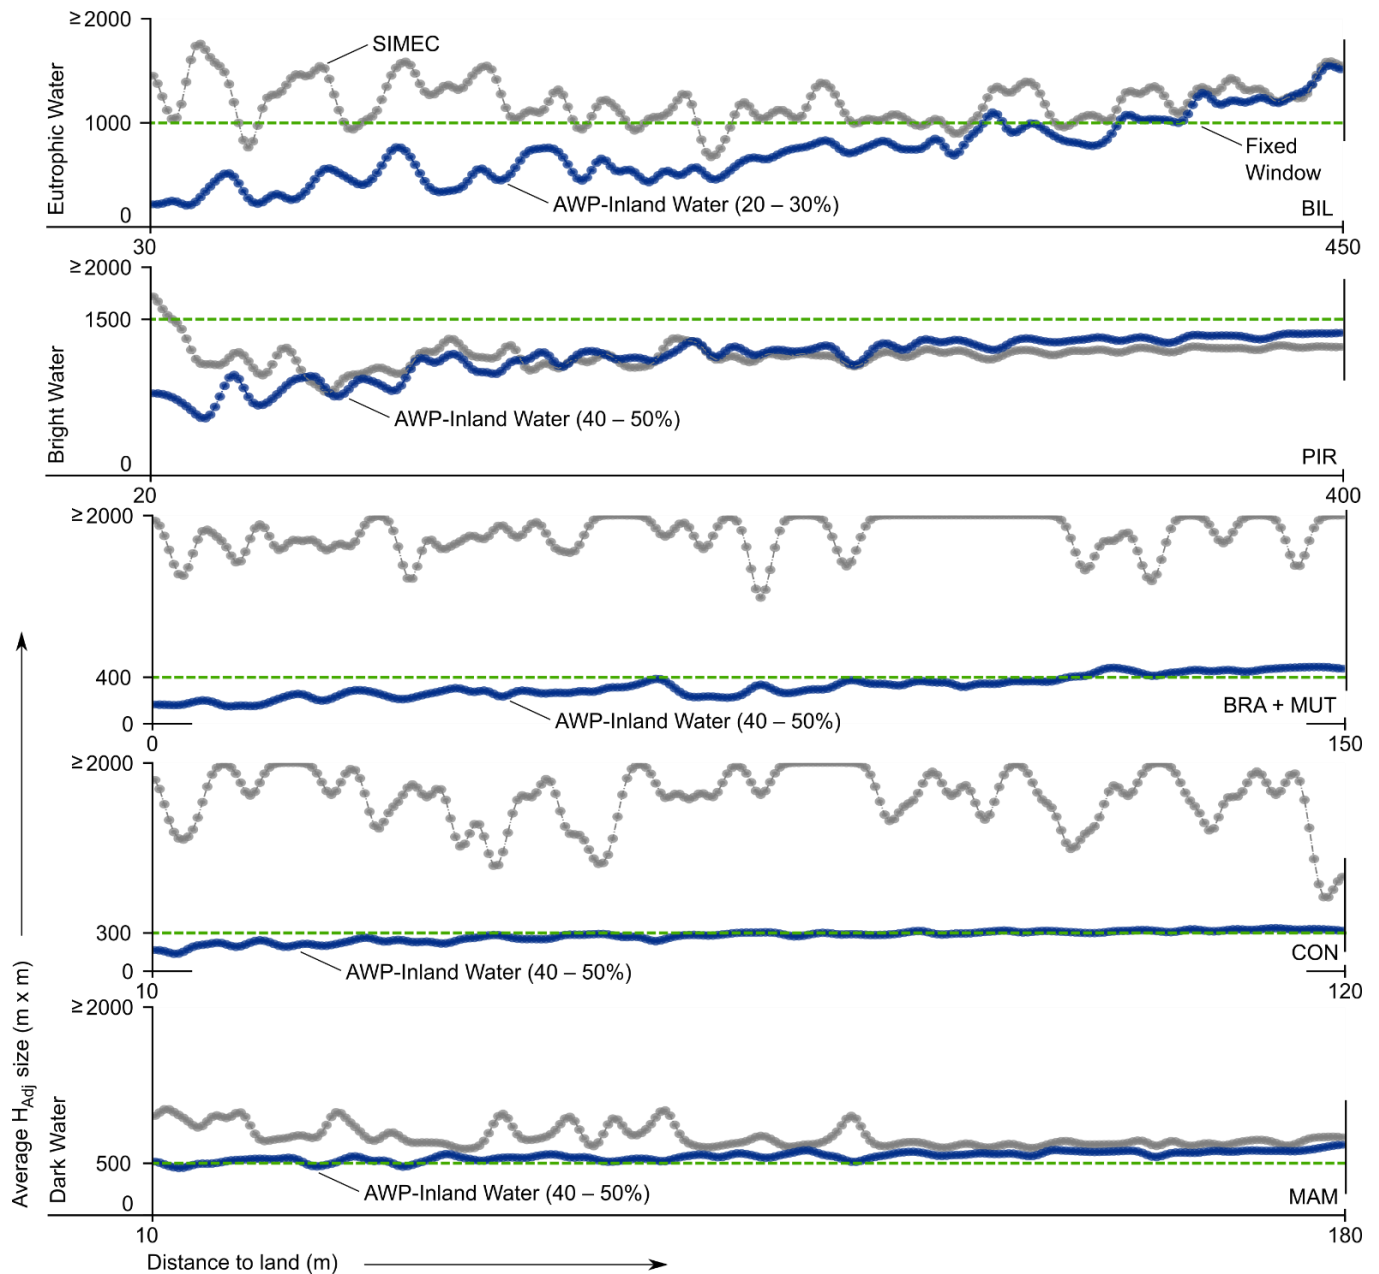 ≥2000
SIMEC
Eutrophic Water
1000
Fixed
Window
AWP-Inland Water (20 – 30%)
0
BIL
30
450
≥2000
1500
Bright Water
AWP-Inland Water (40 – 50%)
0
PIR
20
400
≥2000
400
AWP-Inland Water (40 – 50%)
BRA + MUT
0
0
150
≥2000
300
CON
AWP-Inland Water (40 – 50%)
0
10
120
≥2000
Average HAdj size (m x m)
Dark Water
500
AWP-Inland Water (40 – 50%)
0
MAM
10
180
Distance to land (m)